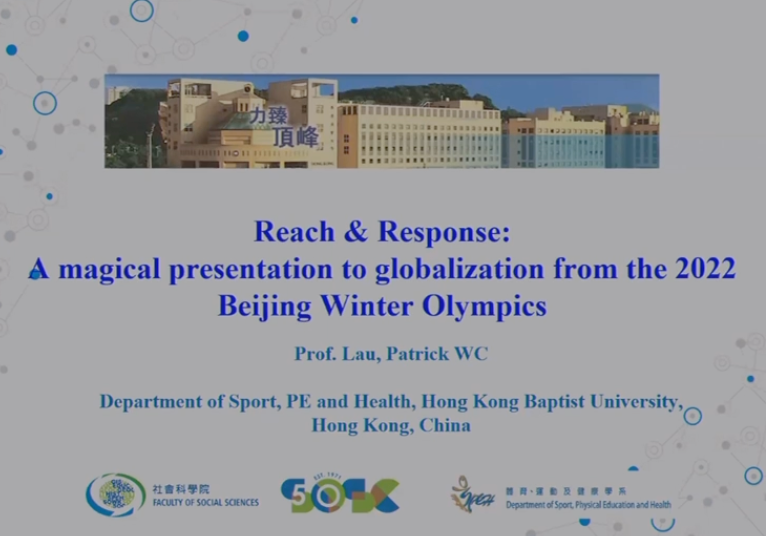 力臻
頂峰
Reach & Response:
A magical presentation to globalization from the 2022
Beijing Winter Olympics
Prof. Lau, Patrick WC
Department of Sport, PE and Health, Hong Kong Baptist University,
Hong Kong, China
社會科學院
FACULTY OF SOCIAL SCIENCES
EST. 1971
SOSC
SPEH
體育、運動及健康學系
Department of Sport, Physical Education and Health